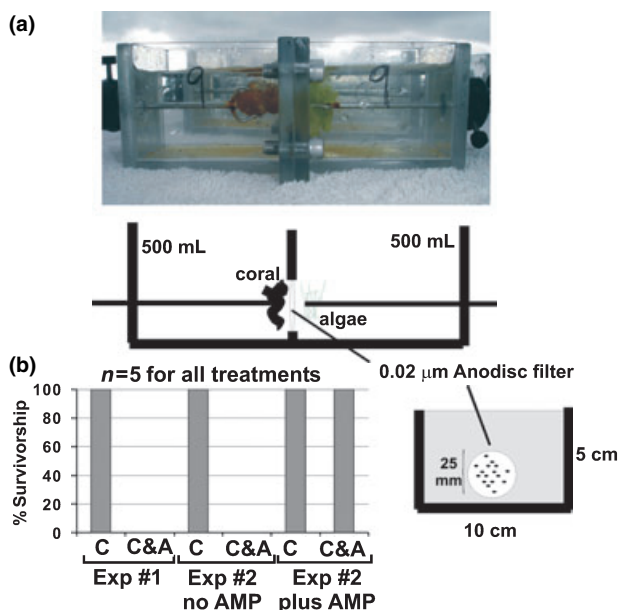 (a)
500 mL
500 mL
coral
algae
0.02 µm Anodisc filter
(b)
n=5 for all treatments
% Survivorship
100
80
60
40
20
0
C C&A C C&A C C&A
Exp #1 Exp #2 Exp #2
no AMP plus AMP
25
mm
5 cm
10 cm